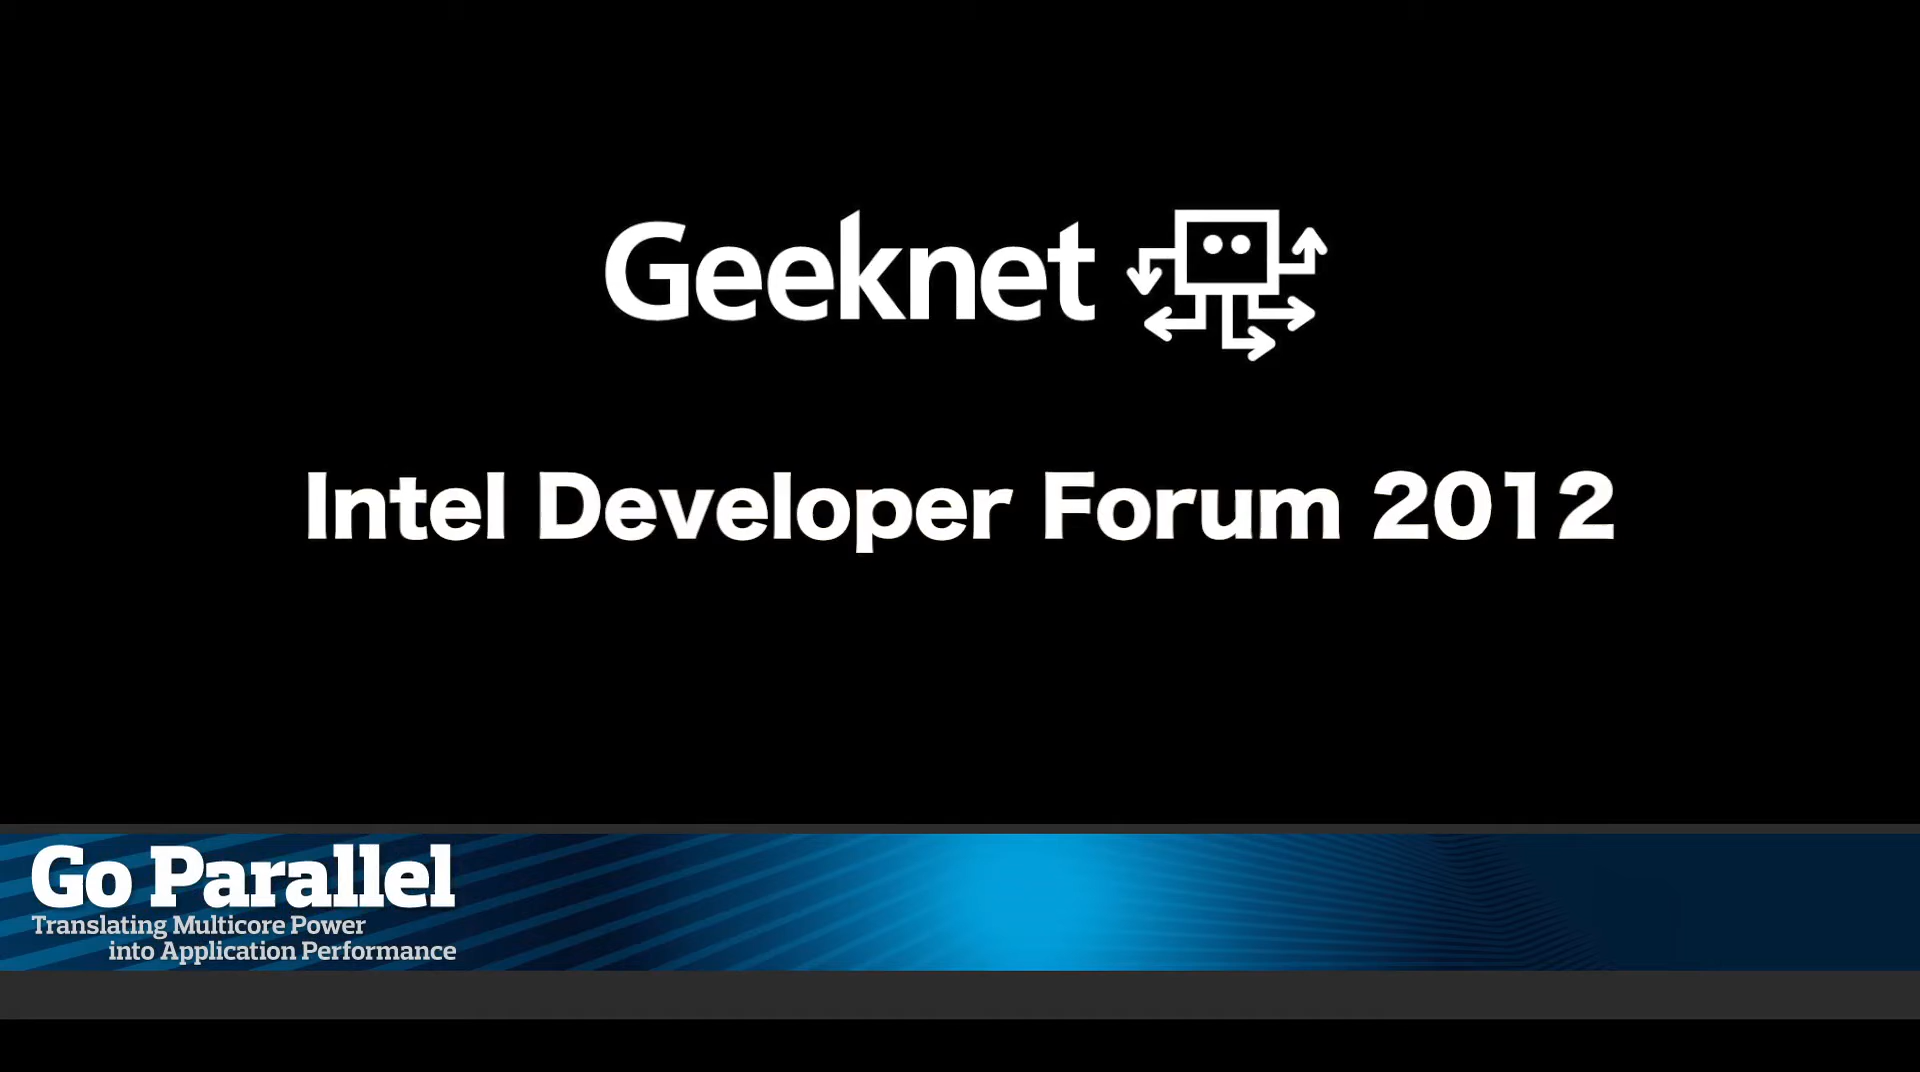 Geeknet
Intel Developer Forum 2012
Go Parallel
Translating Multicore Power
into Application Performance